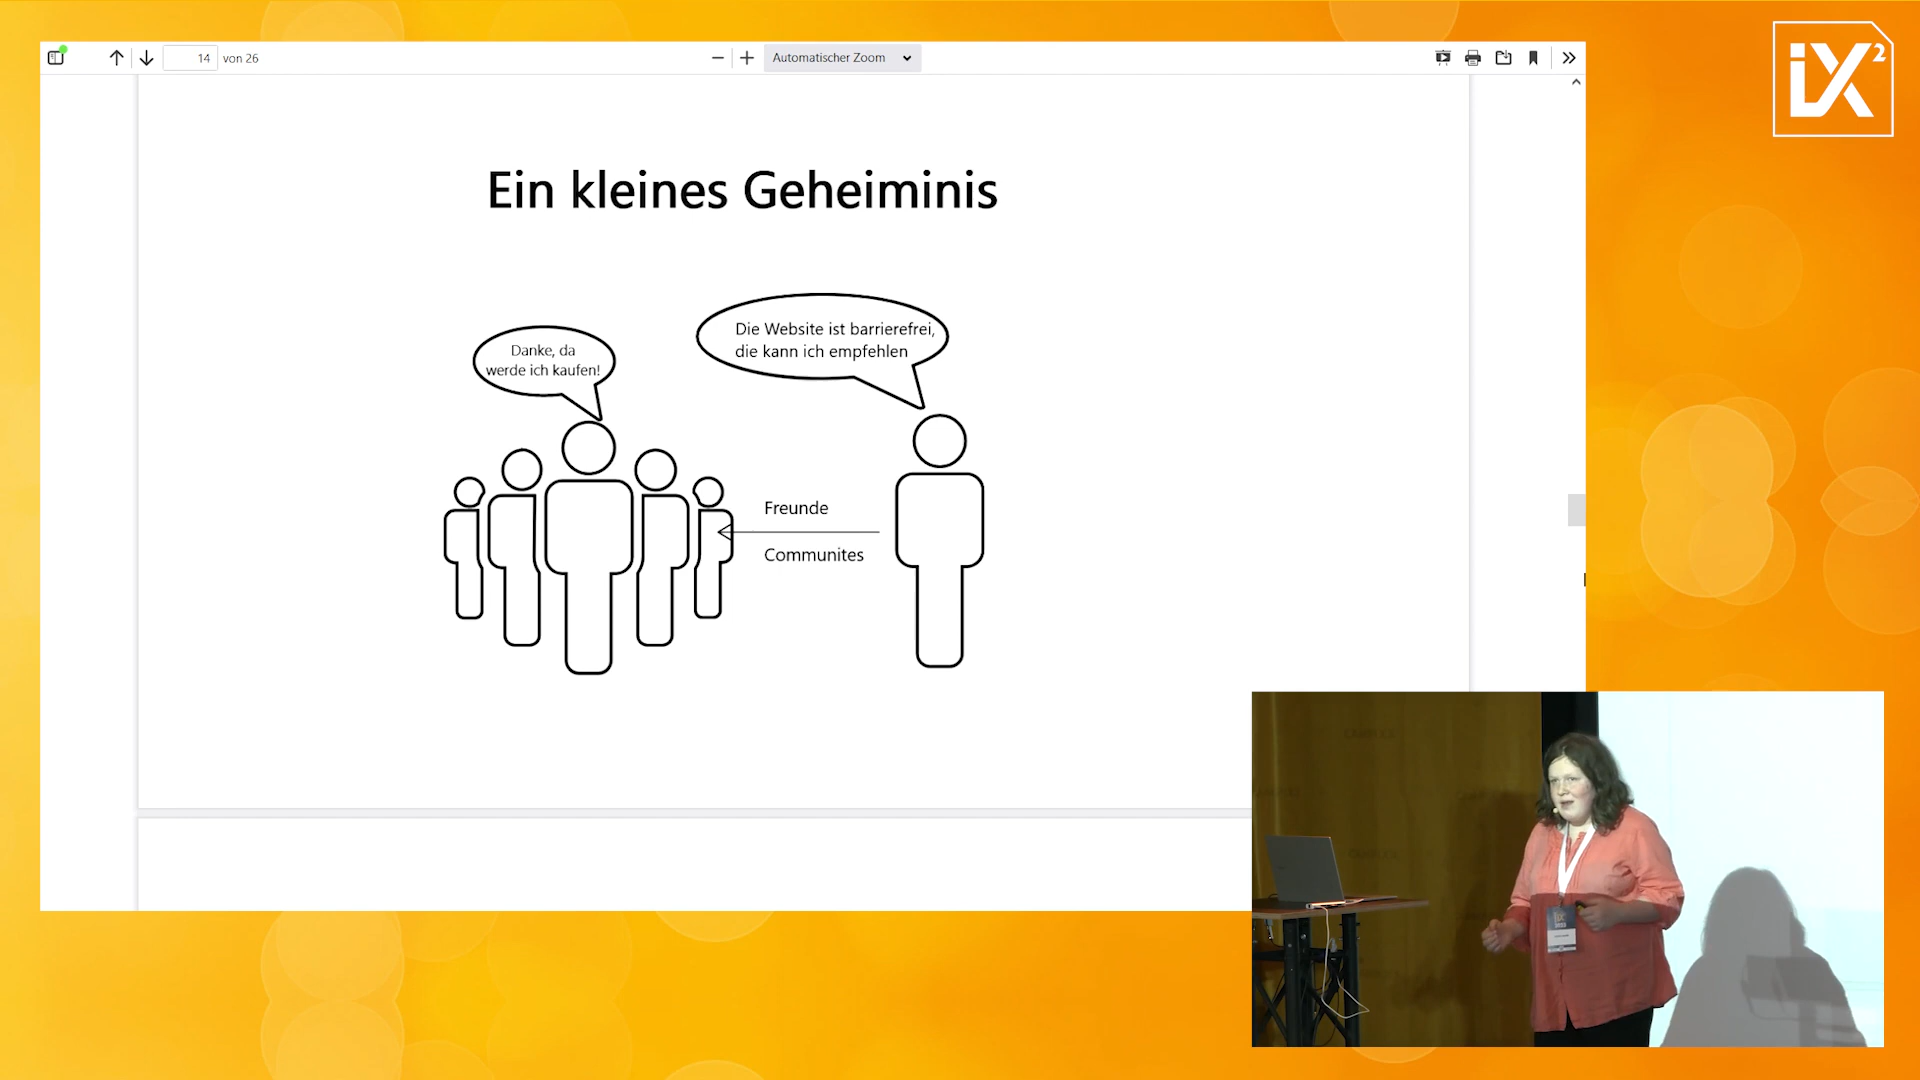 14 von 26
Automatischer Zoom
iX²
Ein kleines Geheiminis
Danke, da
werde ich kaufen!
Die Website ist barrierefrei,
die kann ich empfehlen
Freunde
Communites